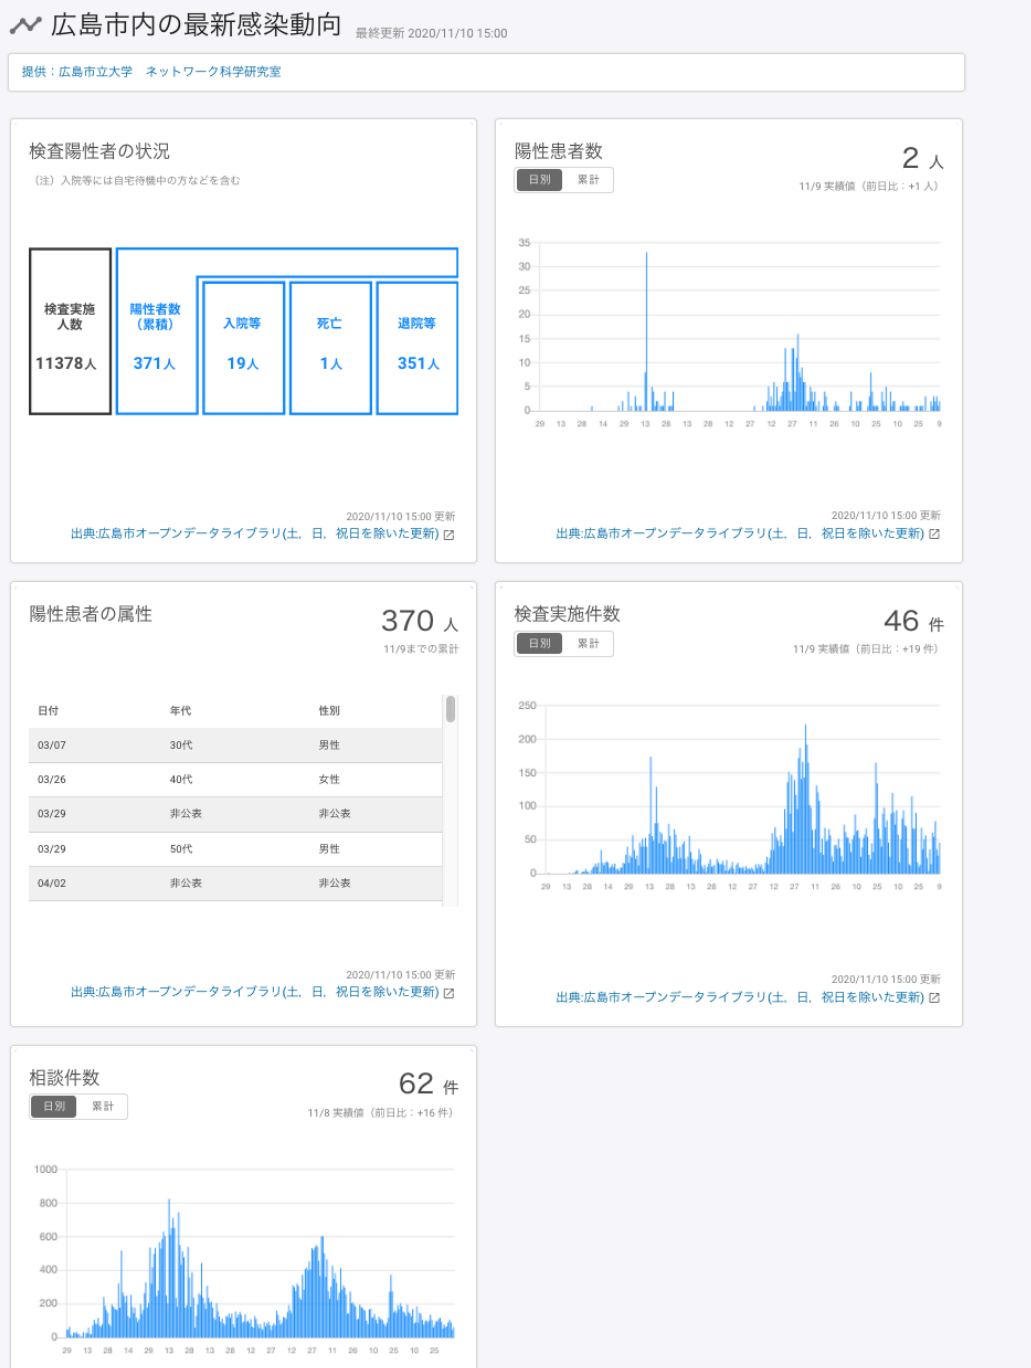 広島市内の最新感染動向 最終更新 2020/11/10 15:00
提供：広島市立大学 ネットワーク科学研究室
検査陽性者の状況
（注）入院等には自宅待機中の方などを含む
検査実施
人数
11378人
陽性者数
（累積）
371人
入院等
19人
死亡
1人
退院等
351人
2020/11/10 15:00 更新
出典:広島市オープンデータライブラリ(土，日，祝日を除いた更新)
陽性患者数
日別 累計
2 人
11/9 実績値（前日比：+1 人）
35
30
25
20
15
10
5
0
29 13 28 14 29 13 28 13 28 12 27 12 27 11 26 10 25 10 25 9
2020/11/10 15:00 更新
出典:広島市オープンデータライブラリ(土，日，祝日を除いた更新)
陽性患者の属性
370 人
11/9までの累計
日付 年代 性別
03/07 30代 男性
03/26 40代 女性
03/29 非公表 非公表
03/29 50代 男性
04/02 非公表 非公表
2020/11/10 15:00 更新
出典:広島市オープンデータライブラリ(土，日，祝日を除いた更新)
検査実施件数
日別 累計
46 件
11/9 実績値（前日比：+19 件）
250
200
150
100
50
0
29 13 28 14 29 13 28 13 28 12 27 12 27 11 26 10 25 10 25 9
2020/11/10 15:00 更新
出典:広島市オープンデータライブラリ(土，日，祝日を除いた更新)
相談件数
日別 累計
62 件
11/8 実績値（前日比：+16 件）
1000
800
600
400
200
0
29 13 28 14 29 13 28 13 28 12 27 12 27 11 26 10 25 10 25